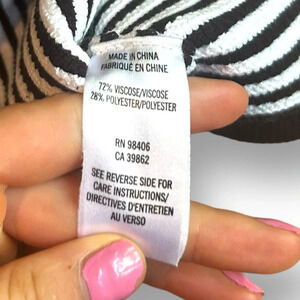 MADE IN CHINA
FABRIQUÉ EN CHINE
72% VISCOSE/VISCOSE
28% POLYESTER/POLYESTER
RN 98406
CA 39862
SEE REVERSE SIDE FOR
CARE INSTRUCTIONS/
DIRECTIVES D'ENTRETIEN
AU VERSO